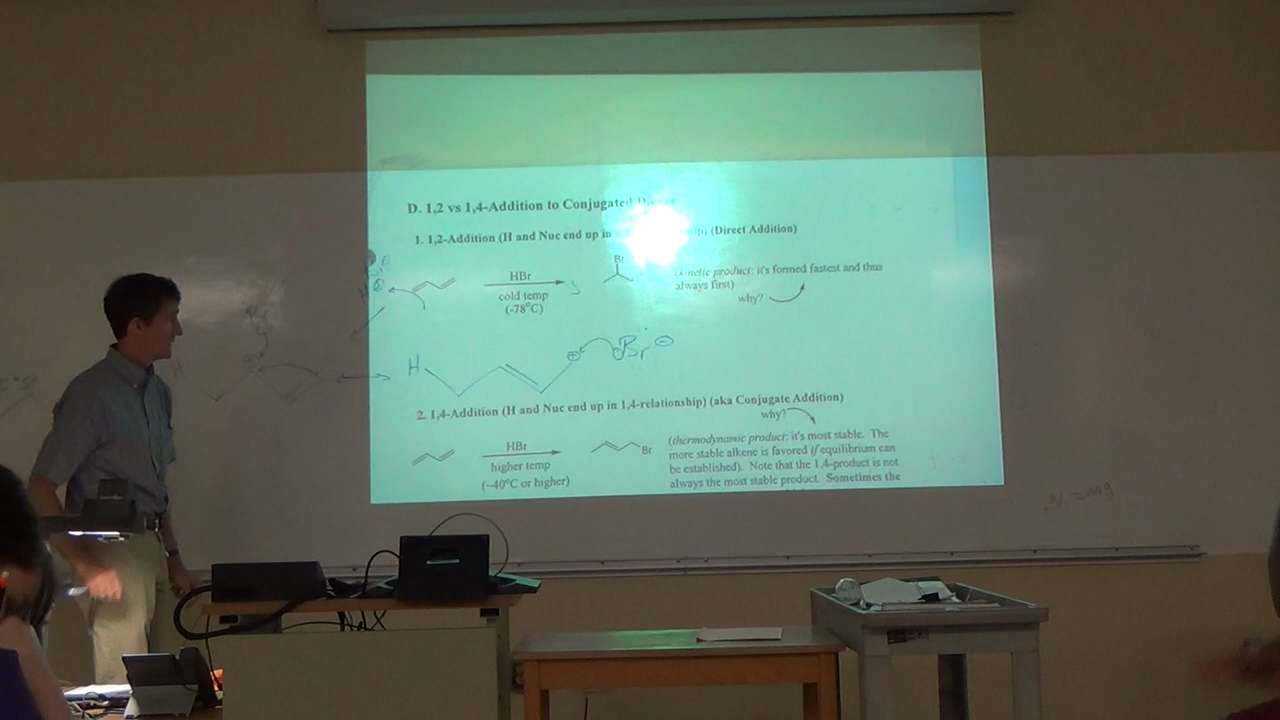 D. 1,2 vs 1,4-Addition to Conjugated
1. 1,2-Addition (H and Nuc end up in (Direct Addition)
Br
HBr
cold temp
(-78°C)
kinetic product: it's formed fastest and thus
always first)
why?
H
⊕
Br ⊖
2. 1,4-Addition (H and Nuc end up in 1,4-relationship) (aka Conjugate Addition)
why?
HBr
higher temp
(~40°C or higher)
Br
(thermodynamic product: it's most stable. The
more stable alkene is favored if equilibrium can
be established). Note that the 1,4-product is not
always the most stable product. Sometimes the
=mg